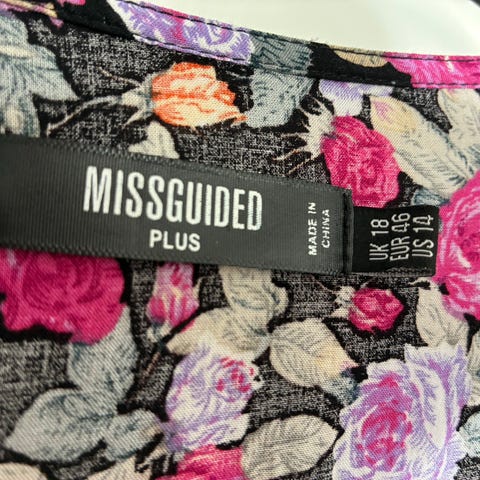 MISSGUIDED
PLUS
MADE IN
CHINA
UK 18
EUR 46
US 14